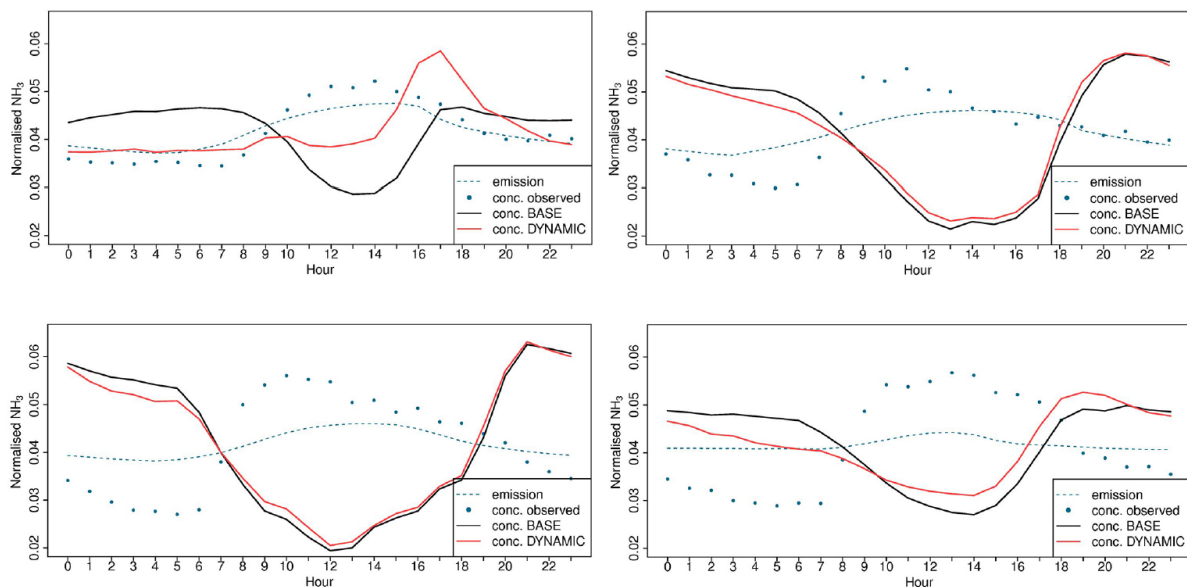 Normalised NH3
0.06
0.05
0.04
0.03
0.02
emission
conc. observed
conc. BASE
conc. DYNAMIC
0 1 2 3 4 5 6 7 8 10 12 14 16 18 20 22
Hour
Normalised NH3
0.06
0.05
0.04
0.03
0.02
emission
conc. observed
conc. BASE
conc. DYNAMIC
0 1 2 3 4 5 6 7 8 10 12 14 16 18 20 22
Hour
Normalised NH3
0.06
0.05
0.04
0.03
0.02
emission
conc. observed
conc. BASE
conc. DYNAMIC
0 1 2 3 4 5 6 7 8 10 12 14 16 18 20 22
Hour
Normalised NH3
0.06
0.05
0.04
0.03
0.02
emission
conc. observed
conc. BASE
conc. DYNAMIC
0 1 2 3 4 5 6 7 8 10 12 14 16 18 20 22
Hour